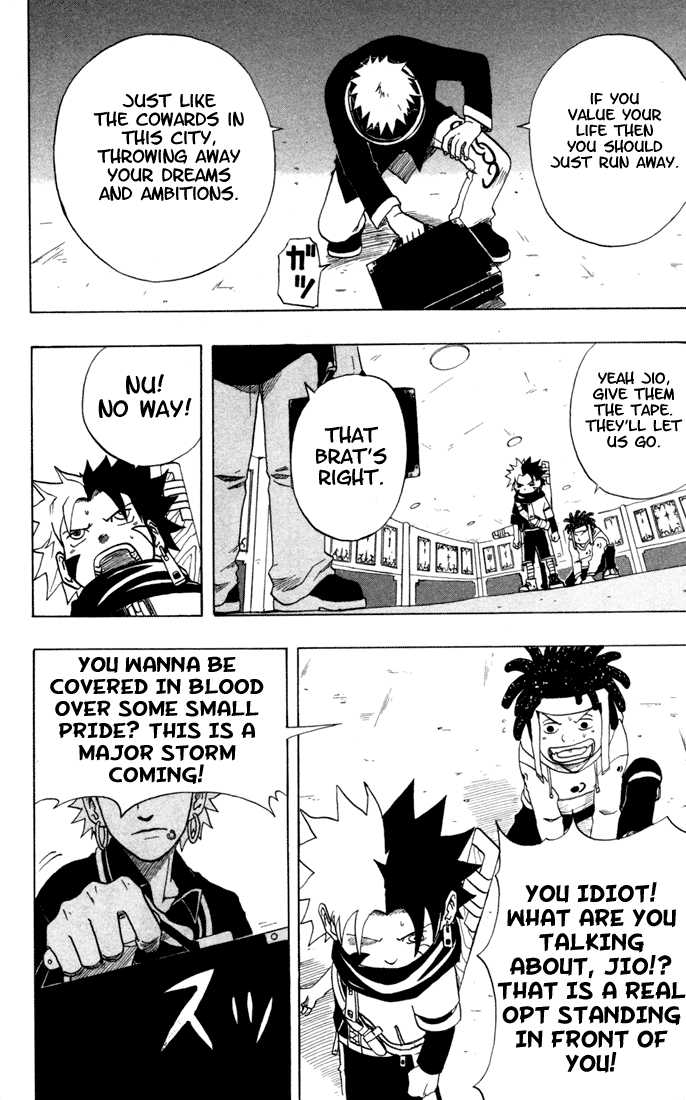 IF YOU
VALUE YOUR
LIFE THEN
YOU SHOULD
JUST RUN AWAY.
JUST LIKE
THE COWARDS IN
THIS CITY,
THROWING AWAY
YOUR DREAMS
AND AMBITIONS.
ガッ
YEAH JIO,
GIVE THEM
THE TAPE.
THEY'LL LET
US GO.
THAT
BRAT'S
RIGHT.
NU!
NO WAY!
YOU IDIOT!
WHAT ARE YOU
TALKING
ABOUT, JIO!?
THAT IS A REAL
OPT STANDING
IN FRONT OF
YOU!
YOU WANNA BE
COVERED IN BLOOD
OVER SOME SMALL
PRIDE? THIS IS A
MAJOR STORM
COMING!
スッ